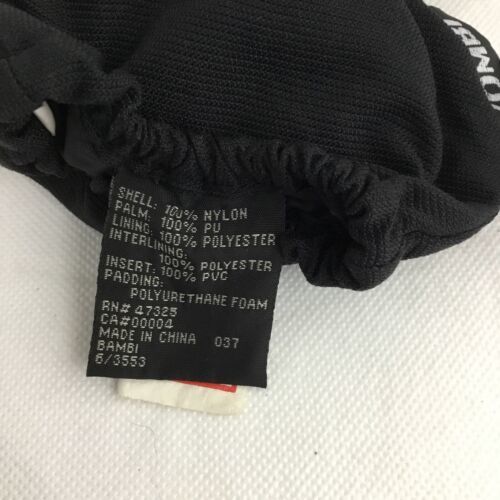 OMBI
SHELL: 100% NYLON
PALM: 100% PU
LINING: 100% POLYESTER
INTERLINING:
100% POLYESTER
INSERT: 100% PVC
PADDING:
POLYURETHANE FOAM
RN# 47325
CA#00004
MADE IN CHINA 037
BAMBI
6/3553